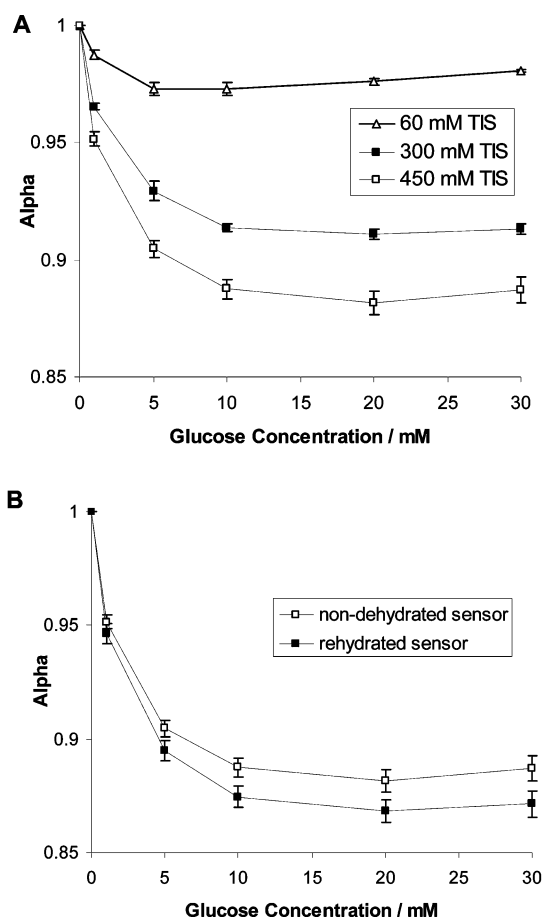 A
1
0.95
0.9
0.85
Alpha
60 mM TIS
300 mM TIS
450 mM TIS
0 5 10 15 20 25 30
Glucose Concentration / mM
B
1
0.95
0.9
0.85
Alpha
non-dehydrated sensor
rehydrated sensor
0 5 10 15 20 25 30
Glucose Concentration / mM